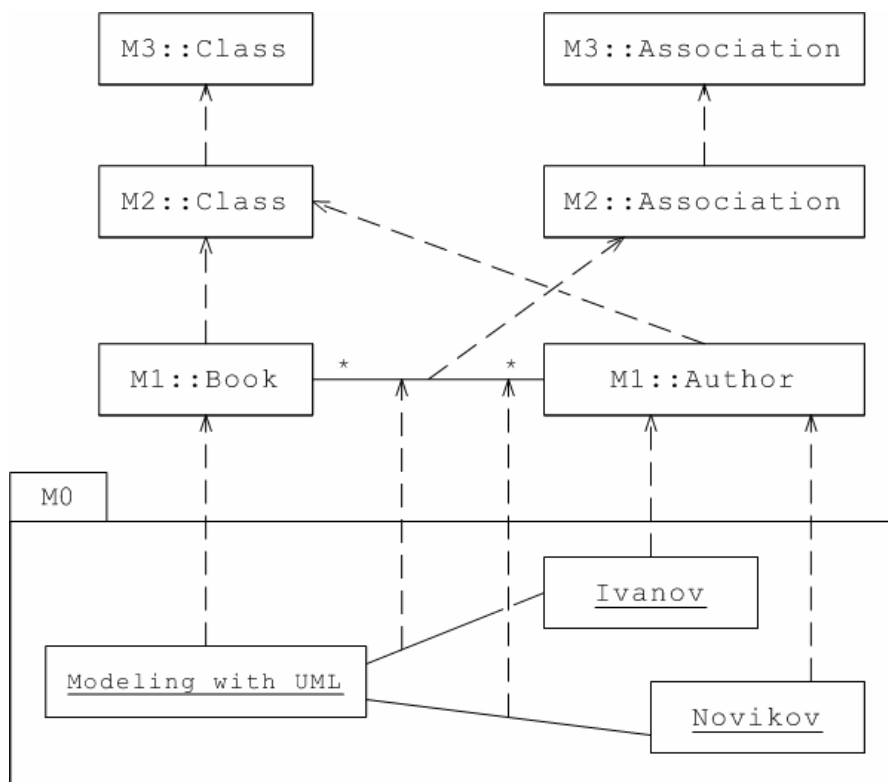 M3::Class
M3::Association
M2::Class
M2::Association
M1::Book
*
*
M1::Author
M0
Ivanov
Modeling with UML
Novikov